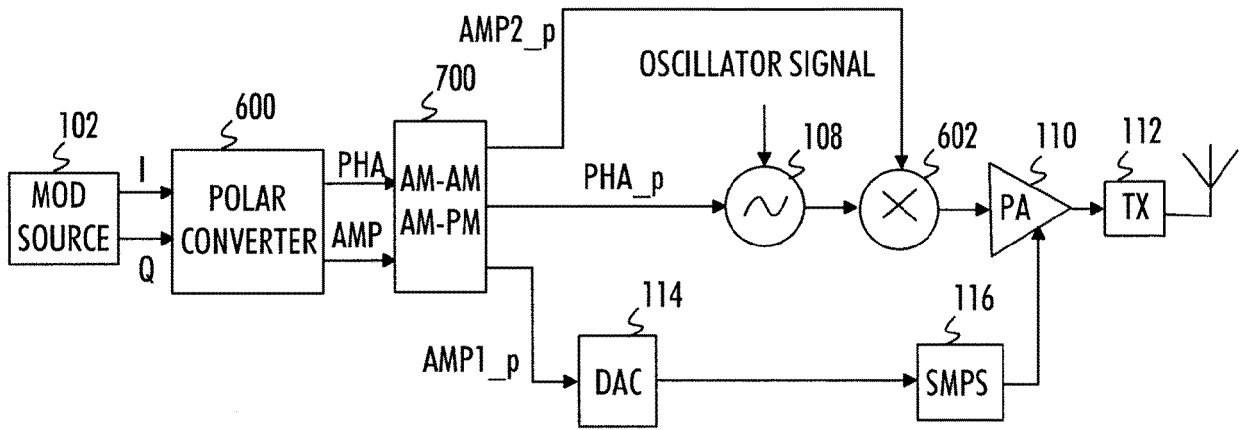 AMP2_p
OSCILLATOR SIGNAL
700
600
102
108
602
110
112
I
PHA
MOD
SOURCE
POLAR
CONVERTER
AM-AM
AM-PM
PHA_p
PA
TX
AMP
Q
114
116
AMP1_p
DAC
SMPS